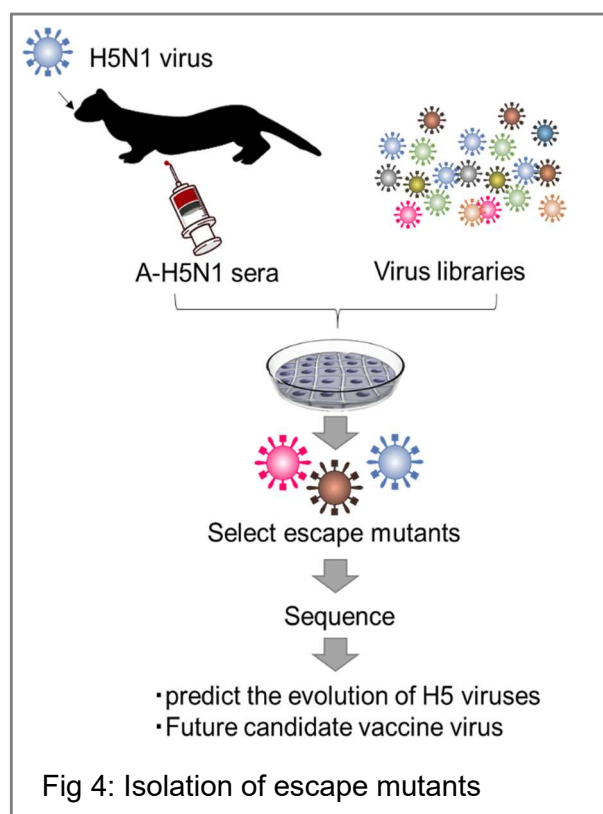 H5N1 virus
A-H5N1 sera
Virus libraries
Select escape mutants
Sequence
・predict the evolution of H5 viruses
・Future candidate vaccine virus
Fig 4: Isolation of escape mutants